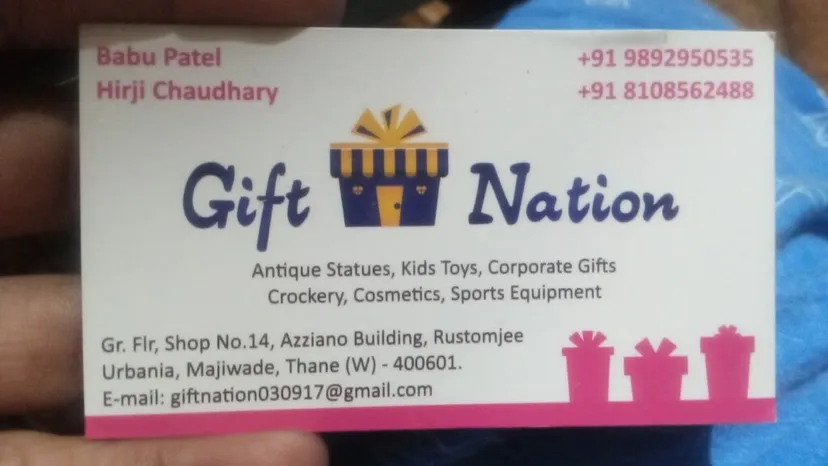 Babu Patel +91 9892950535
Hirji Chaudhary +91 8108562488
Gift Nation
Antique Statues, Kids Toys, Corporate Gifts
Crockery, Cosmetics, Sports Equipment
Gr. Flr, Shop No.14, Azziano Building, Rustomjee
Urbania, Majiwade, Thane (W) - 400601.
E-mail: giftnation030917@gmail.com